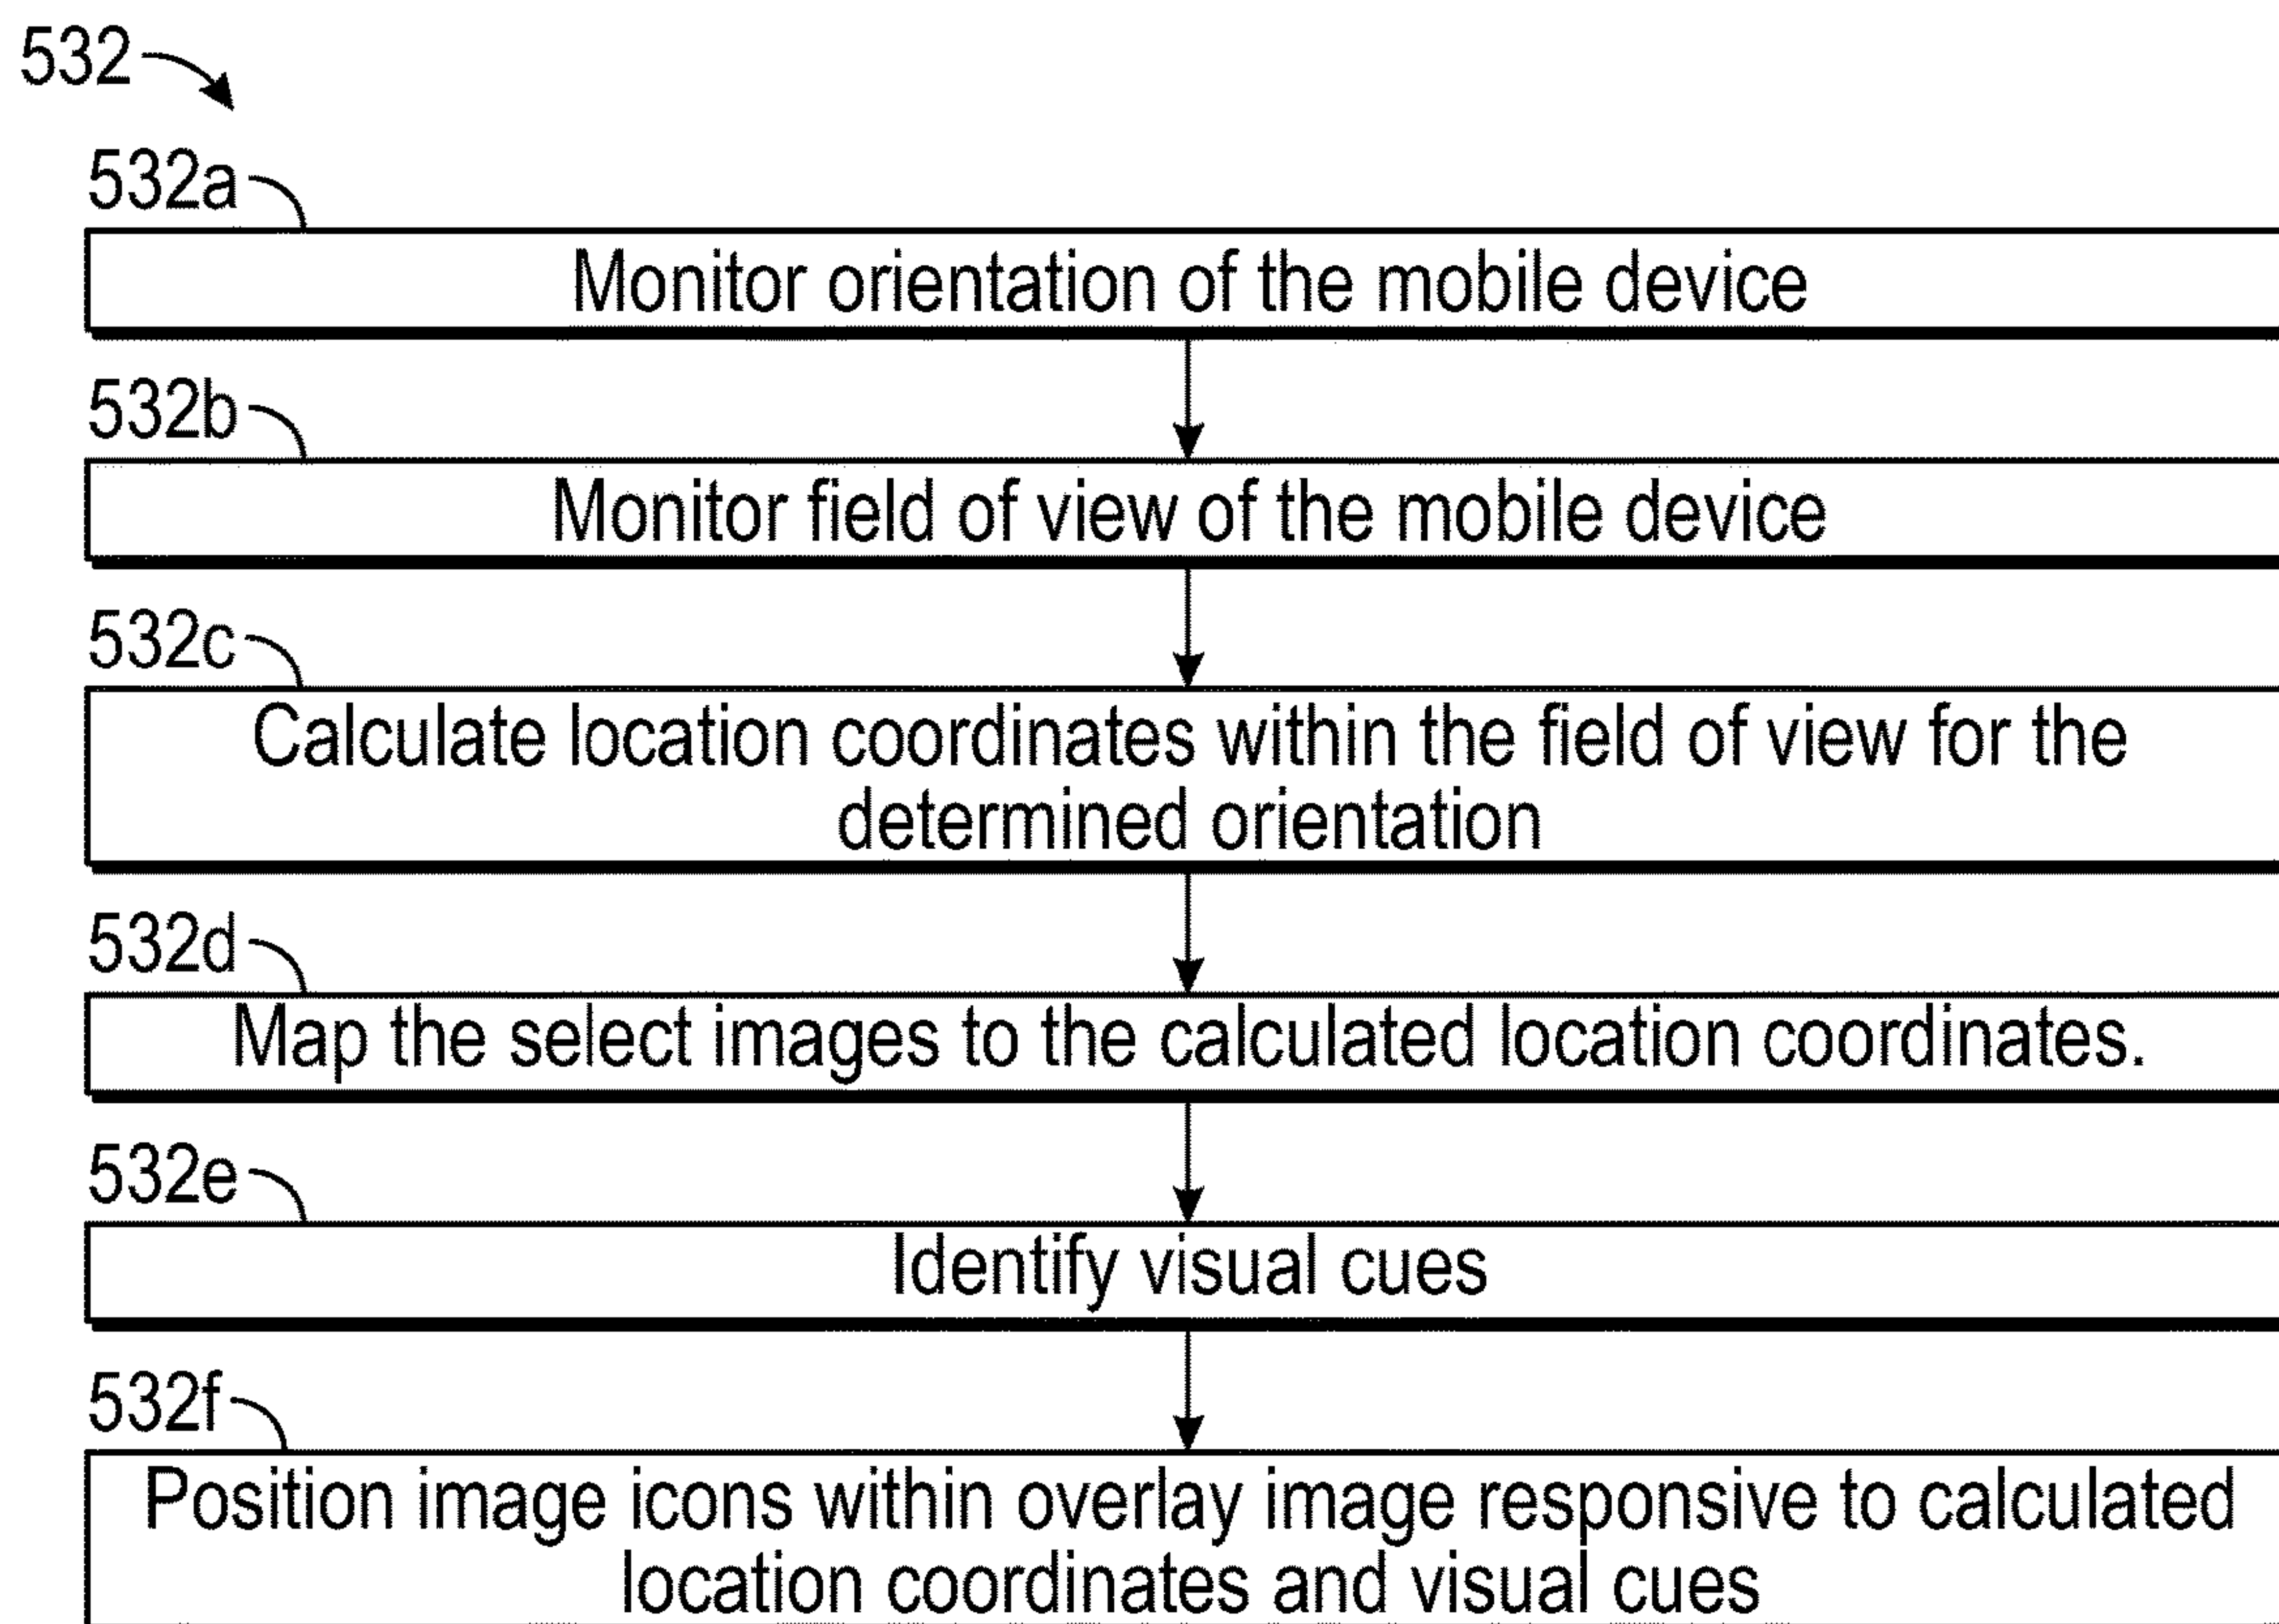 532
532a
Monitor orientation of the mobile device
532b
Monitor field of view of the mobile device
532c
Calculate location coordinates within the field of view for the
determined orientation
532d
Map the select images to the calculated location coordinates.
532e
Identify visual cues
532f
Position image icons within overlay image responsive to calculated
location coordinates and visual cues